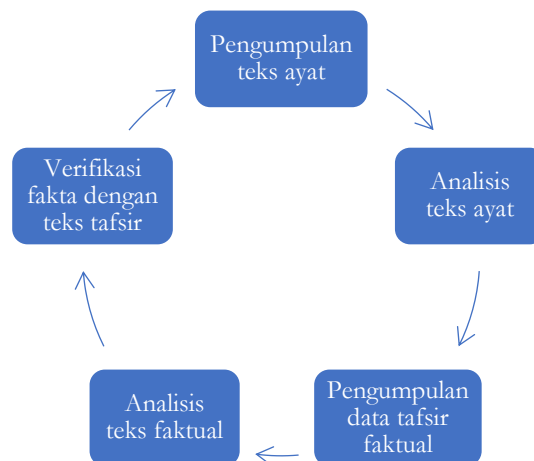 Pengumpulan
teks ayat
Analisis
teks ayat
Pengumpulan
data tafsir
faktual
Analisis
teks faktual
Verifikasi
fakta dengan
teks tafsir